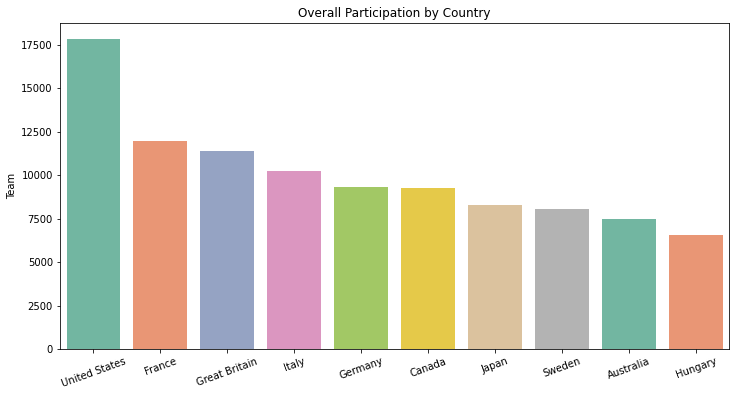 Overall Participation by Country
Team
17500
15000
12500
10000
7500
5000
2500
0
United States
France
Great Britain
Italy
Germany
Canada
Japan
Sweden
Australia
Hungary